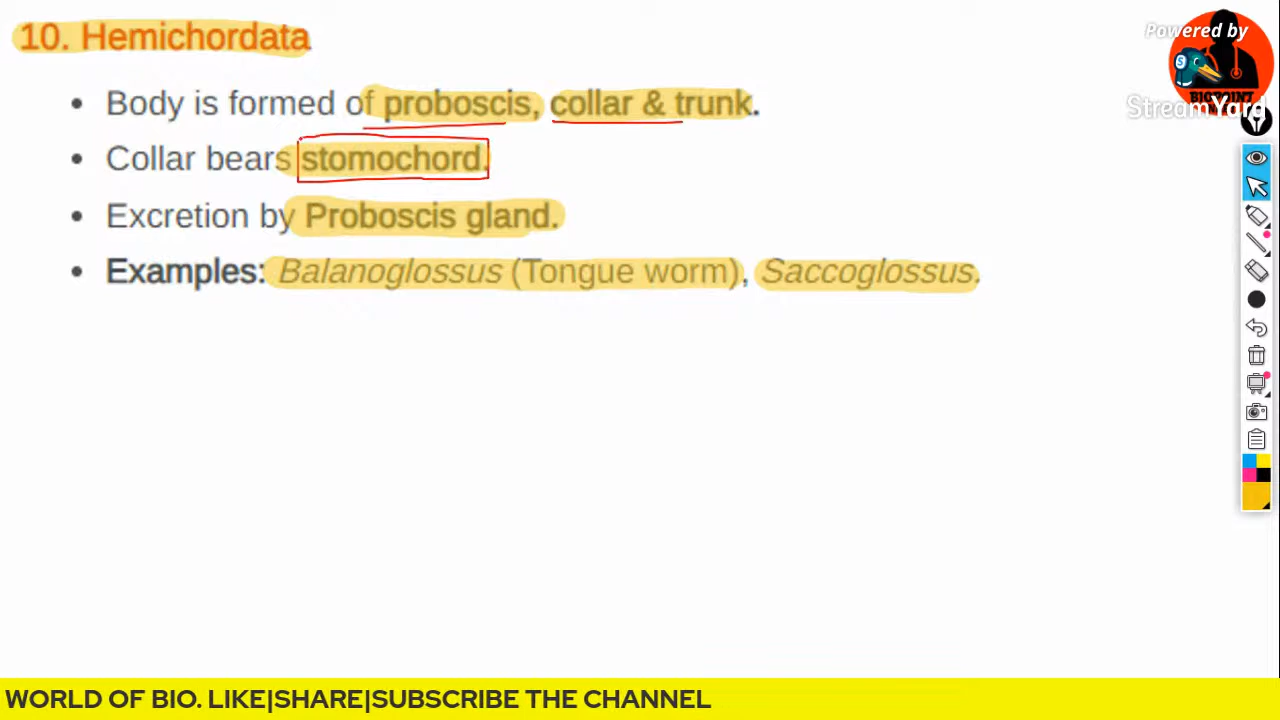 10. Hemichordata
• Body is formed of proboscis, collar & trunk.
• Collar bears stomochord.
• Excretion by Proboscis gland.
• Examples: Balanoglossus (Tongue worm), Saccoglossus.
Powered by
StreamYard
WORLD OF BIO. LIKE|SHARE|SUBSCRIBE THE CHANNEL